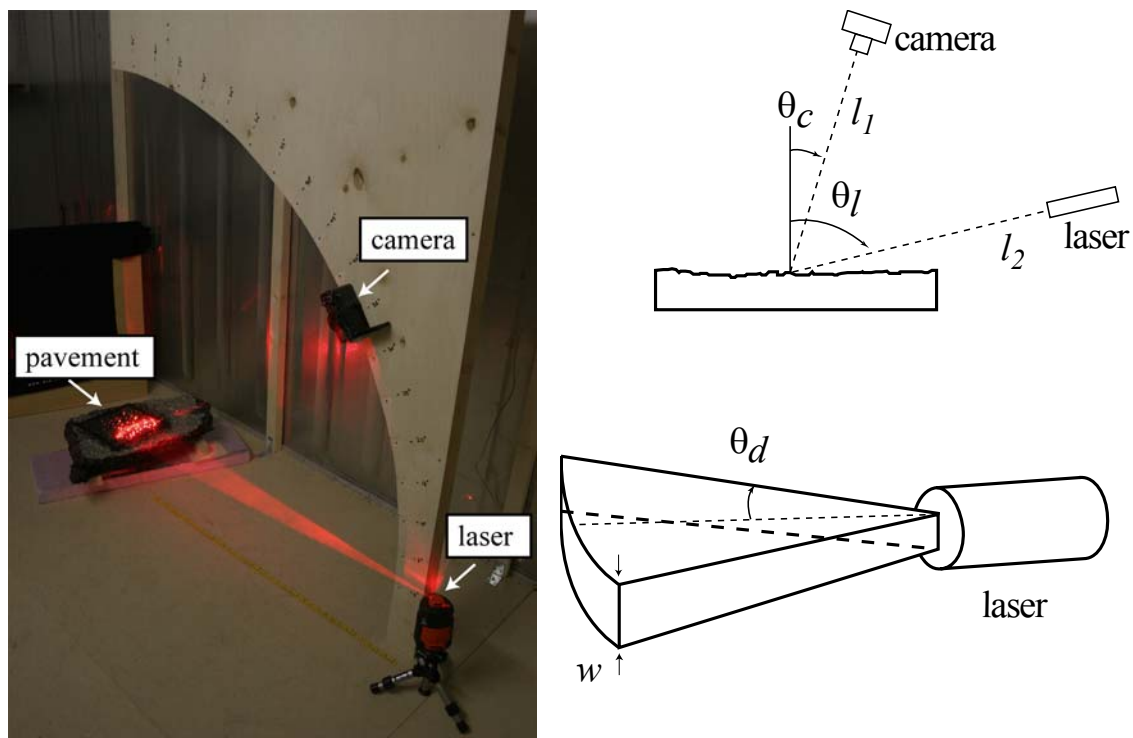 camera
pavement
laser
camera
θc
l1
θl
l2
laser
θd
laser
w